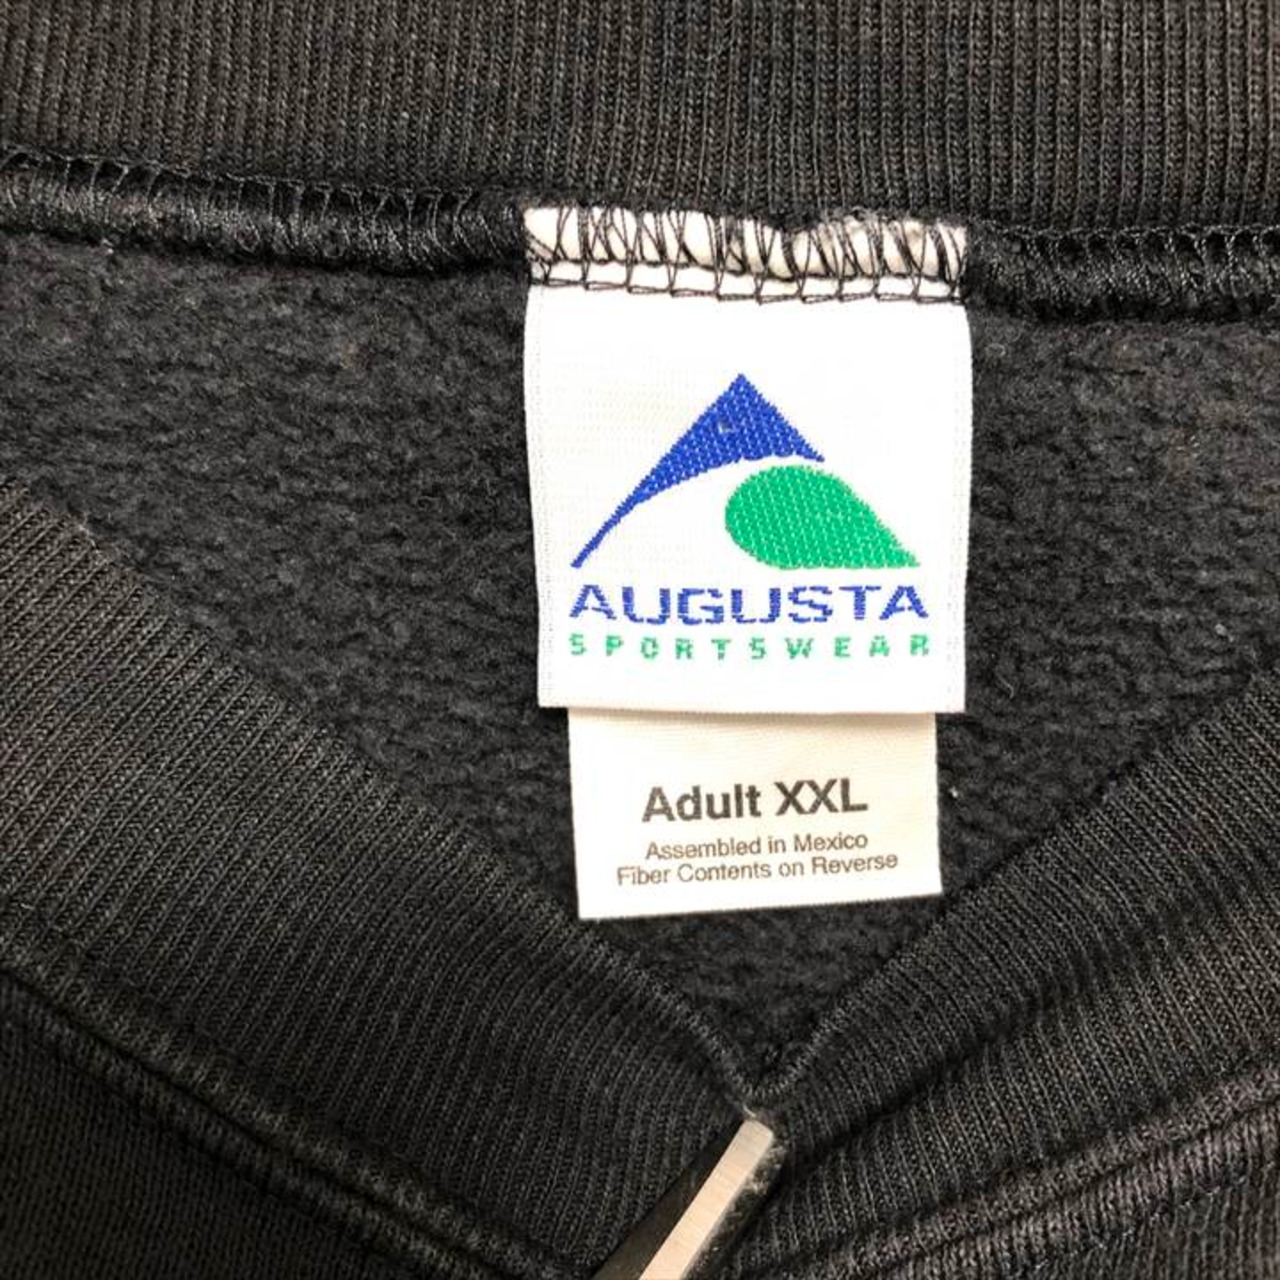 AUGUSTA
SPORTSWEAR
Adult XXL
Assembled in Mexico
Fiber Contents on Reverse